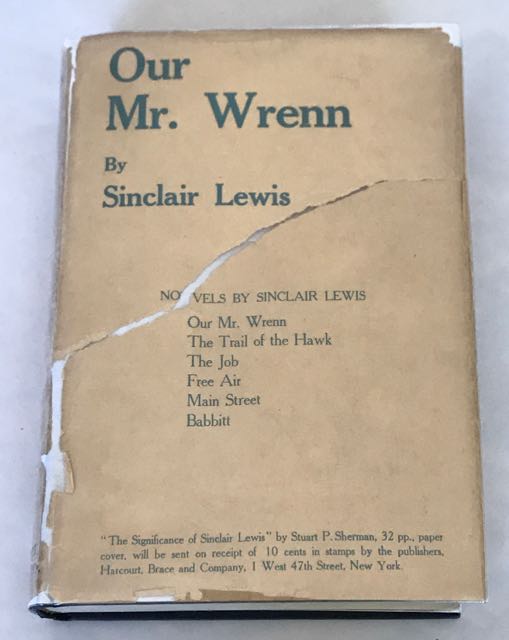 Our
Mr. Wrenn
By
Sinclair Lewis
NOVELS BY SINCLAIR LEWIS
Our Mr. Wrenn
The Trail of the Hawk
The Job
Free Air
Main Street
Babbitt
"The Significance of Sinclair Lewis" by Stuart P. Sherman, 32 pp., paper
cover, will be sent on receipt of 10 cents in stamps by the publishers,
Harcourt, Brace and Company, 1 West 47th Street, New York.